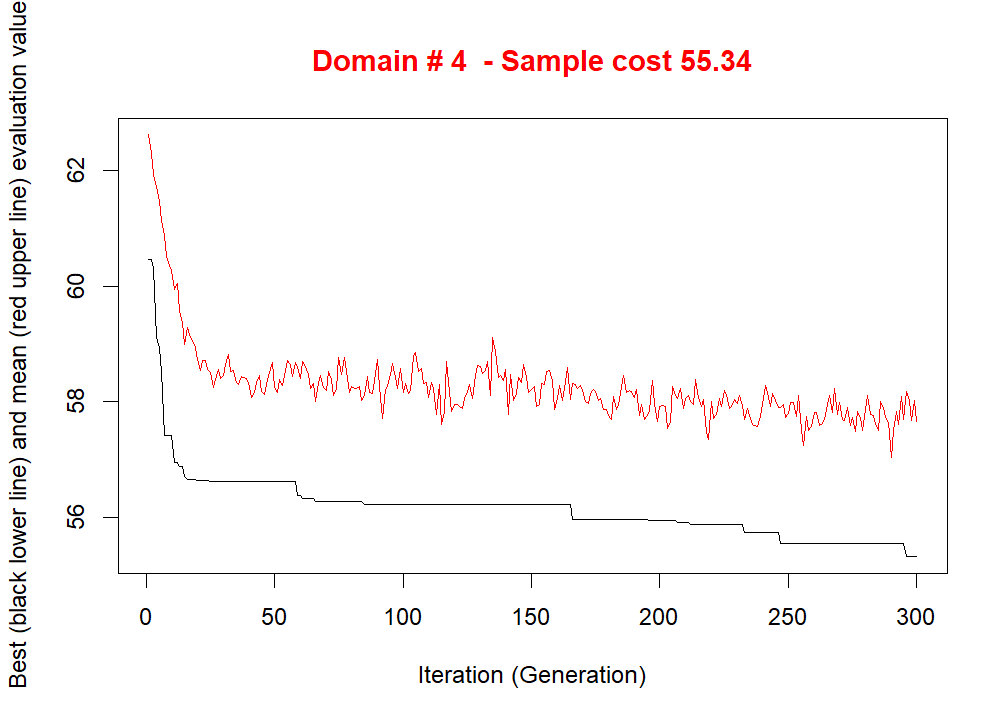 Domain # 4  - Sample cost 55.34
Best (black lower line) and mean (red upper line) evaluation value
62
60
58
56
0 50 100 150 200 250 300
Iteration (Generation)